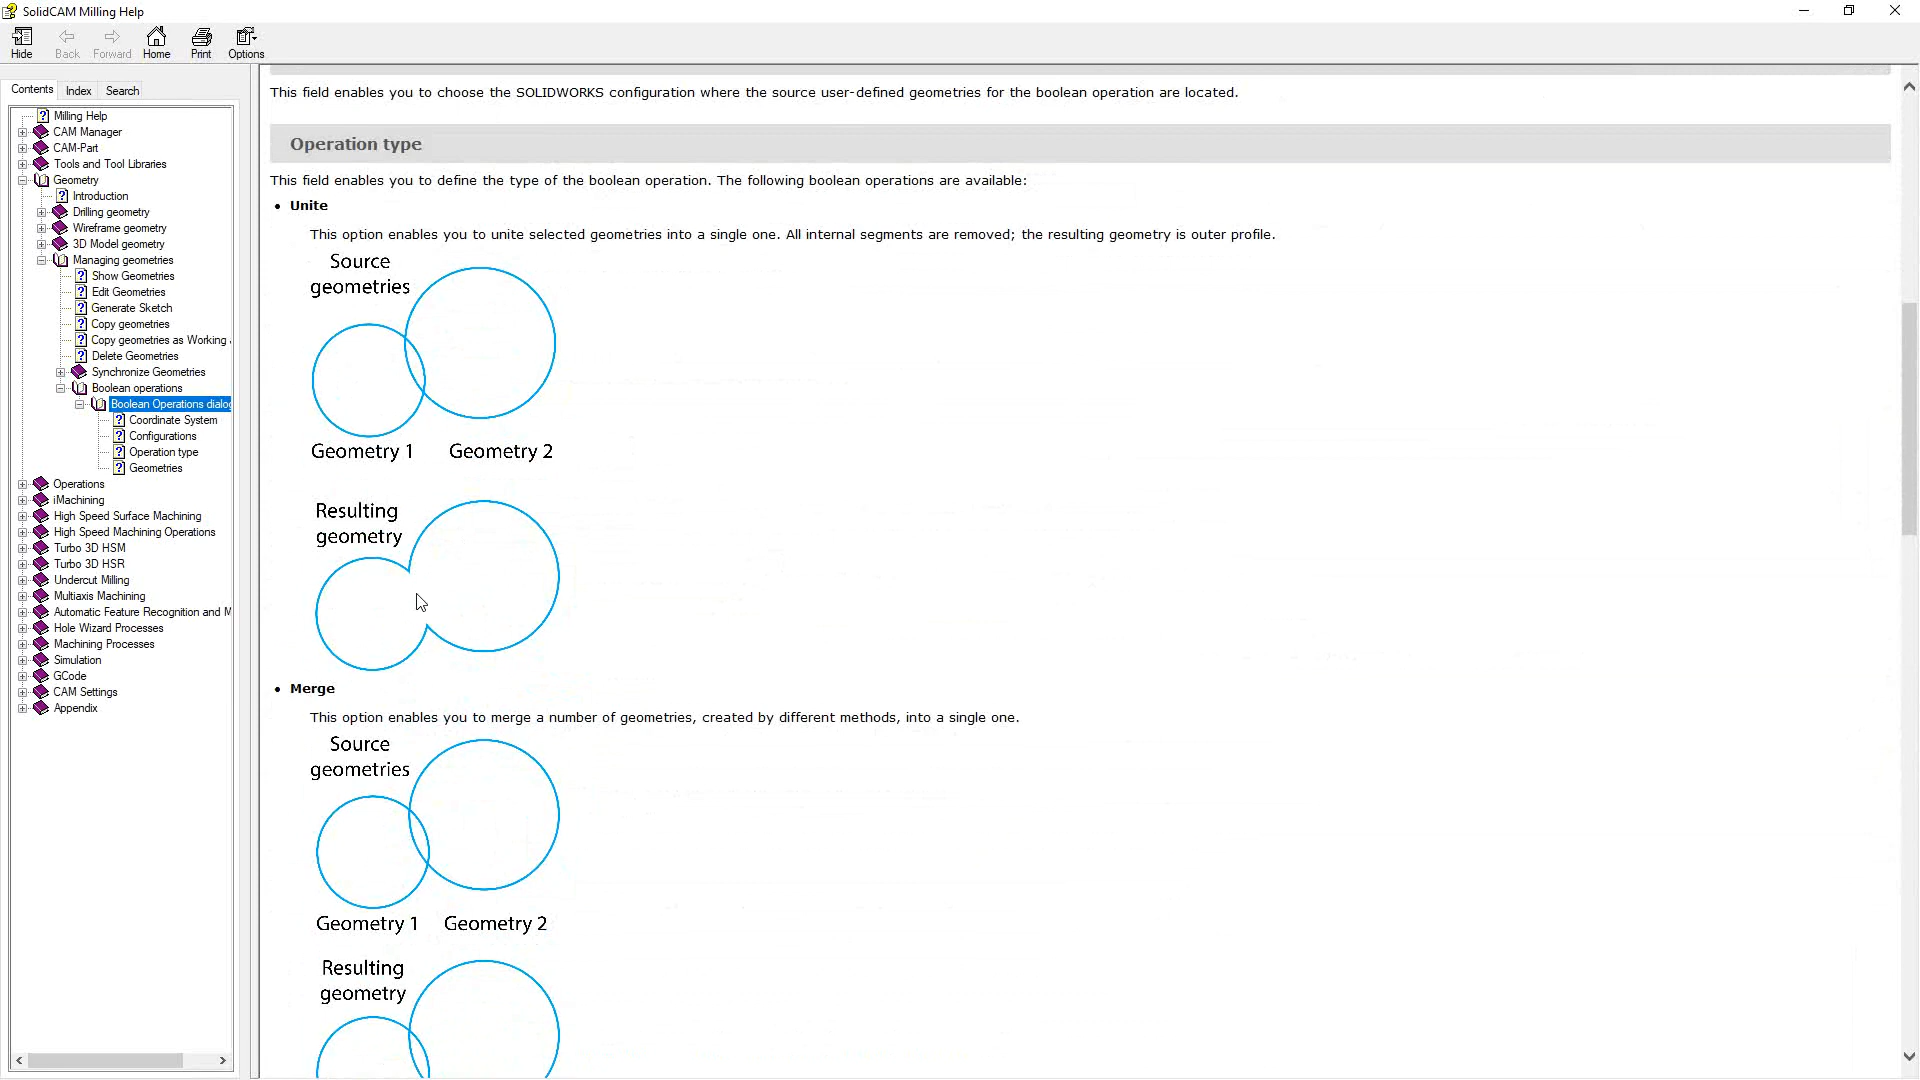 SolidCAM Milling Help
Hide Back Forward Home Print Options
Contents Index Search
Milling Help
CAM Manager
CAM-Part
Tools and Tool Libraries
Geometry
Introduction
Drilling geometry
Wireframe geometry
3D Model geometry
Managing geometries
Show Geometries
Edit Geometries
Generate Sketch
Copy geometries
Copy geometries as Working
Delete Geometries
Synchronize Geometries
Boolean operations
Boolean Operations dialog
Coordinate System
Configurations
Operation type
Geometries
Operations
iMachining
High Speed Surface Machining
High Speed Machining Operations
Turbo 3D HSM
Turbo 3D HSR
Undercut Milling
Multiaxis Machining
Automatic Feature Recognition and M
Hole Wizard Processes
Machining Processes
Simulation
GCode
CAM Settings
Appendix
This field enables you to choose the SOLIDWORKS configuration where the source user-defined geometries for the boolean operation are located.
Operation type
This field enables you to define the type of the boolean operation. The following boolean operations are available:
• Unite
This option enables you to unite selected geometries into a single one. All internal segments are removed; the resulting geometry is outer profile.
Source
geometries
Geometry 1 Geometry 2
Resulting
geometry
• Merge
This option enables you to merge a number of geometries, created by different methods, into a single one.
Source
geometries
Geometry 1 Geometry 2
Resulting
geometry